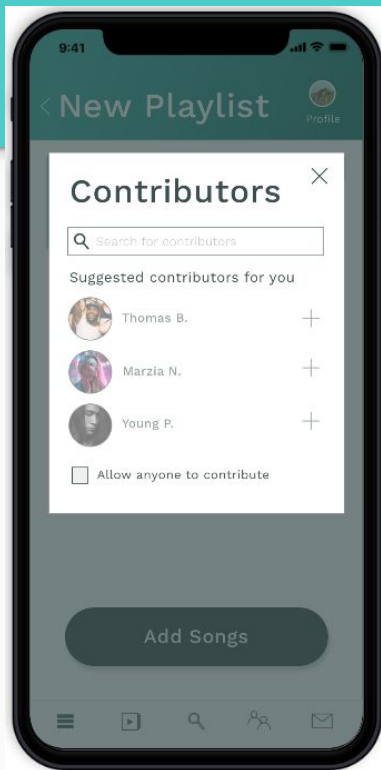 9:41
New Playlist
Profile
Contributors
Search for contributors
Suggested contributors for you
Thomas B.
Marzia N.
Young P.
Allow anyone to contribute
Add Songs